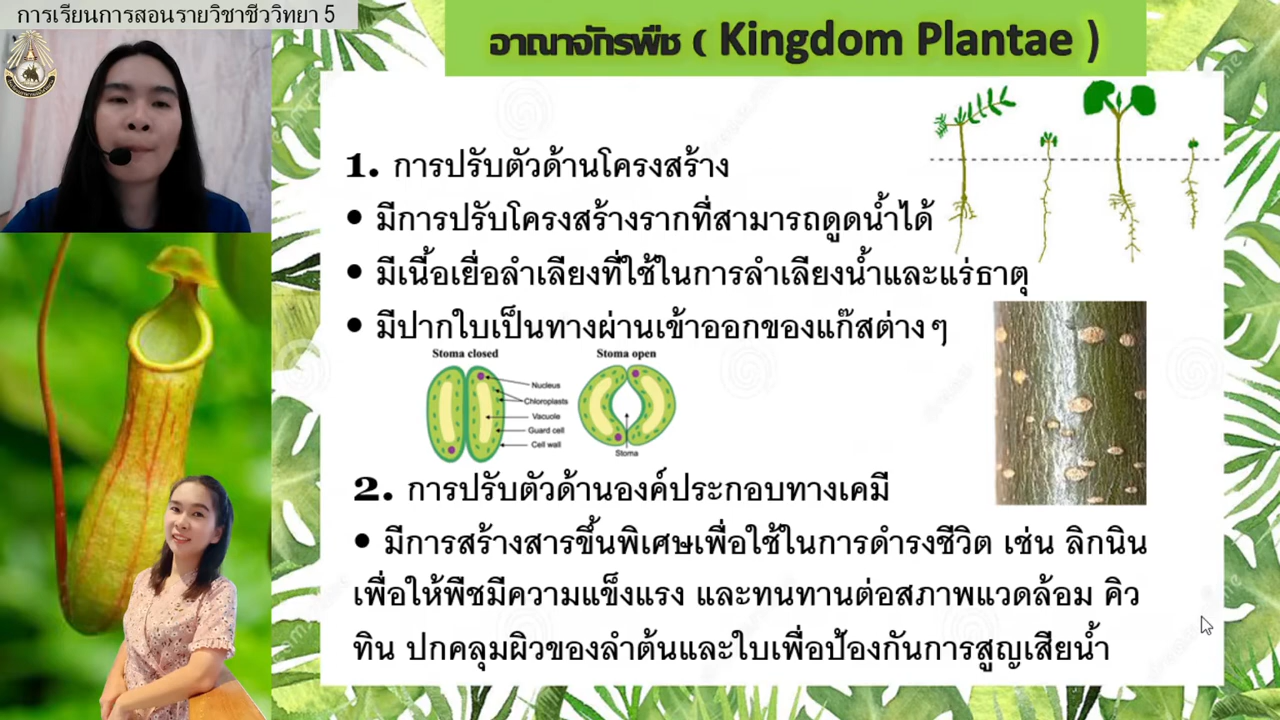 การเรียนการสอนรายวิชาชีววิทยา 5
อาณาจักรพืช ( Kingdom Plantae )
1. การปรับตัวด้านโครงสร้าง
• มีการปรับโครงสร้างรากที่สามารถดูดน้ำได้
• มีเนื้อเยื่อลำเลียงที่ใช้ในการลำเลียงน้ำและแร่ธาตุ
• มีปากใบเป็นทางผ่านเข้าออกของแก๊สต่างๆ
Stoma closed
Stoma open
Nucleus
Chloroplasts
Vacuole
Guard cell
Cell wall
Stoma
2. การปรับตัวด้านองค์ประกอบทางเคมี
• มีการสร้างสารขึ้นพิเศษเพื่อใช้ในการดำรงชีวิต เช่น ลิกนิน
เพื่อให้พืชมีความแข็งแรง และทนทานต่อสภาพแวดล้อม คิว
ทิน ปกคลุมผิวของลำต้นและใบเพื่อป้องกันการสูญเสียน้ำ